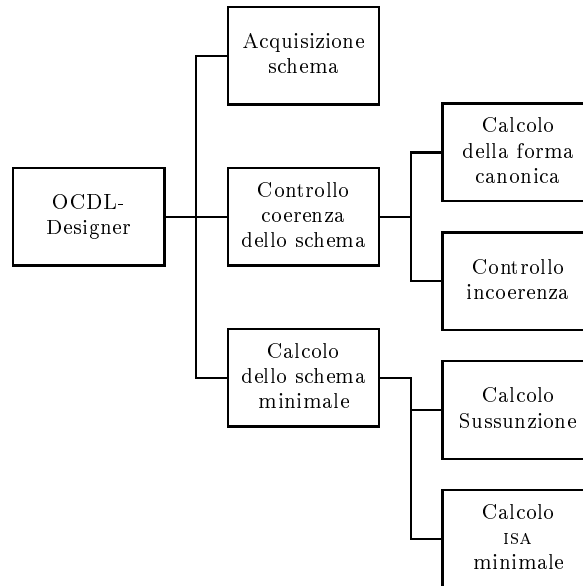 OCDL-
Designer
Acquisizione
schema
Controllo
coerenza
dello schema
Calcolo
della forma
canonica
Controllo
incoerenza
Calcolo
dello schema
minimale
Calcolo
Sussunzione
Calcolo
ISA
minimale